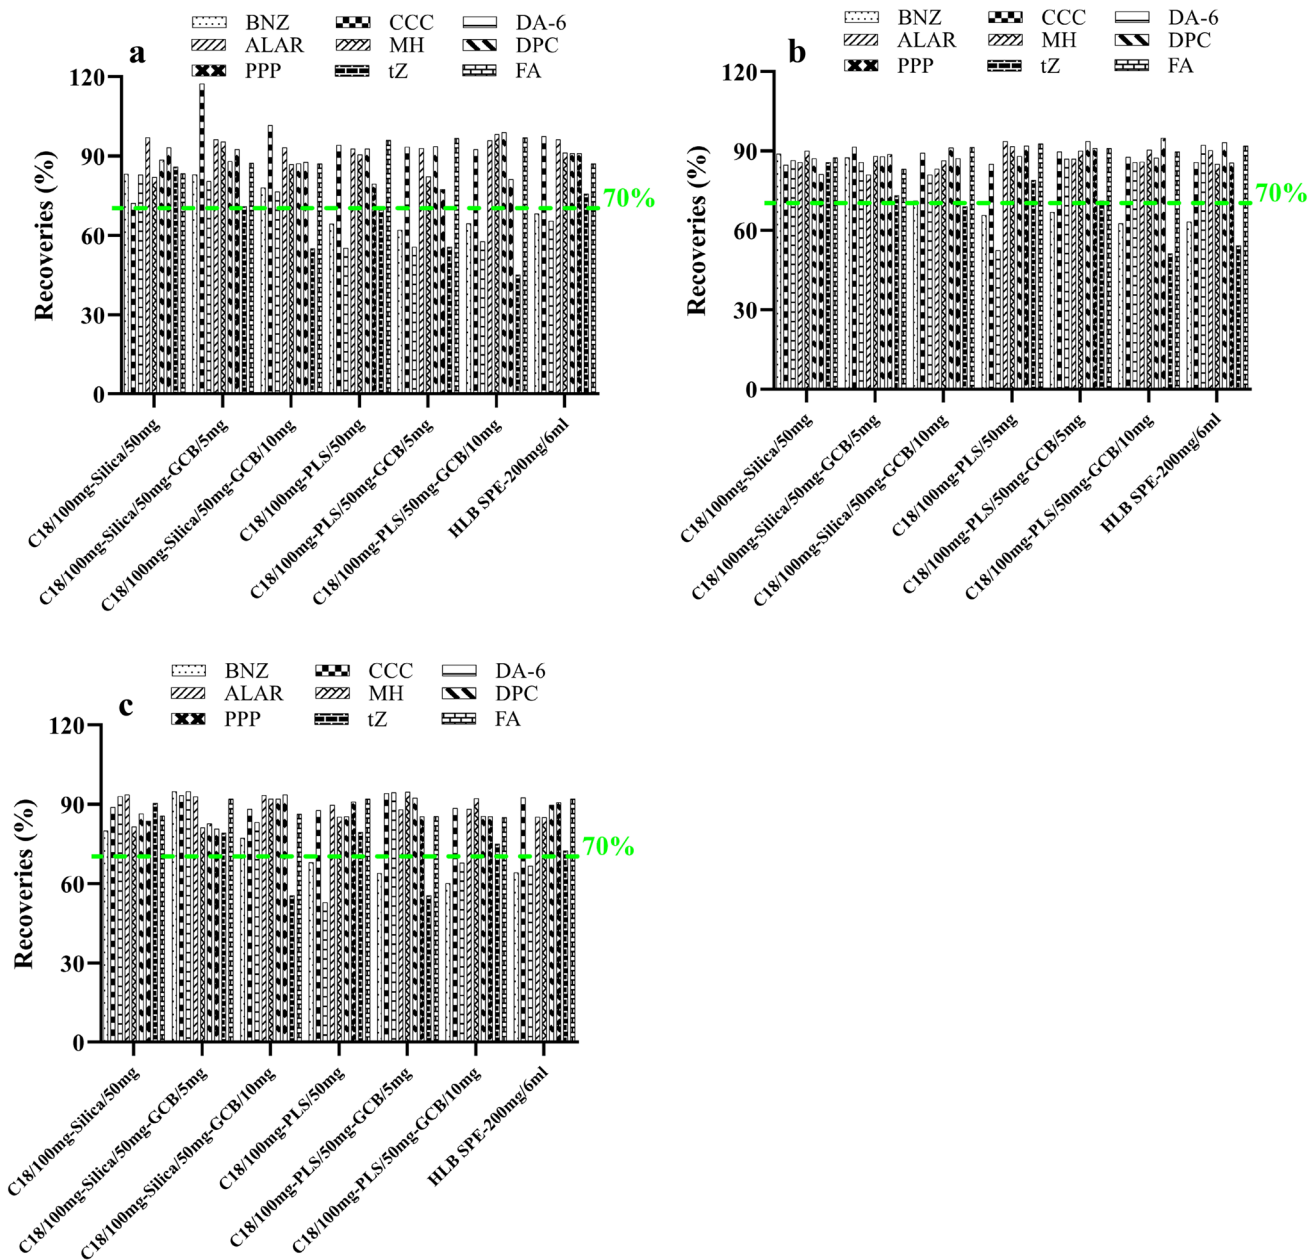 a
BNZ CCC DA-6
ALAR MH DPC
PPP tZ FA
Recoveries (%)
120
90
60
30
0
70%
C18/100mg-Silica/50mg
C18/100mg-Silica/50mg-GCB/5mg
C18/100mg-Silica/50mg-GCB/10mg
C18/100mg-PLS/50mg
C18/100mg-PLS/50mg-GCB/5mg
C18/100mg-PLS/50mg-GCB/10mg
HLB SPE-200mg/6ml
b
BNZ CCC DA-6
ALAR MH DPC
PPP tZ FA
Recoveries (%)
120
90
60
30
0
70%
C18/100mg-Silica/50mg
C18/100mg-Silica/50mg-GCB/5mg
C18/100mg-Silica/50mg-GCB/10mg
C18/100mg-PLS/50mg
C18/100mg-PLS/50mg-GCB/5mg
C18/100mg-PLS/50mg-GCB/10mg
HLB SPE-200mg/6ml
c
BNZ CCC DA-6
ALAR MH DPC
PPP tZ FA
Recoveries (%)
120
90
60
30
0
70%
C18/100mg-Silica/50mg
C18/100mg-Silica/50mg-GCB/5mg
C18/100mg-Silica/50mg-GCB/10mg
C18/100mg-PLS/50mg
C18/100mg-PLS/50mg-GCB/5mg
C18/100mg-PLS/50mg-GCB/10mg
HLB SPE-200mg/6ml